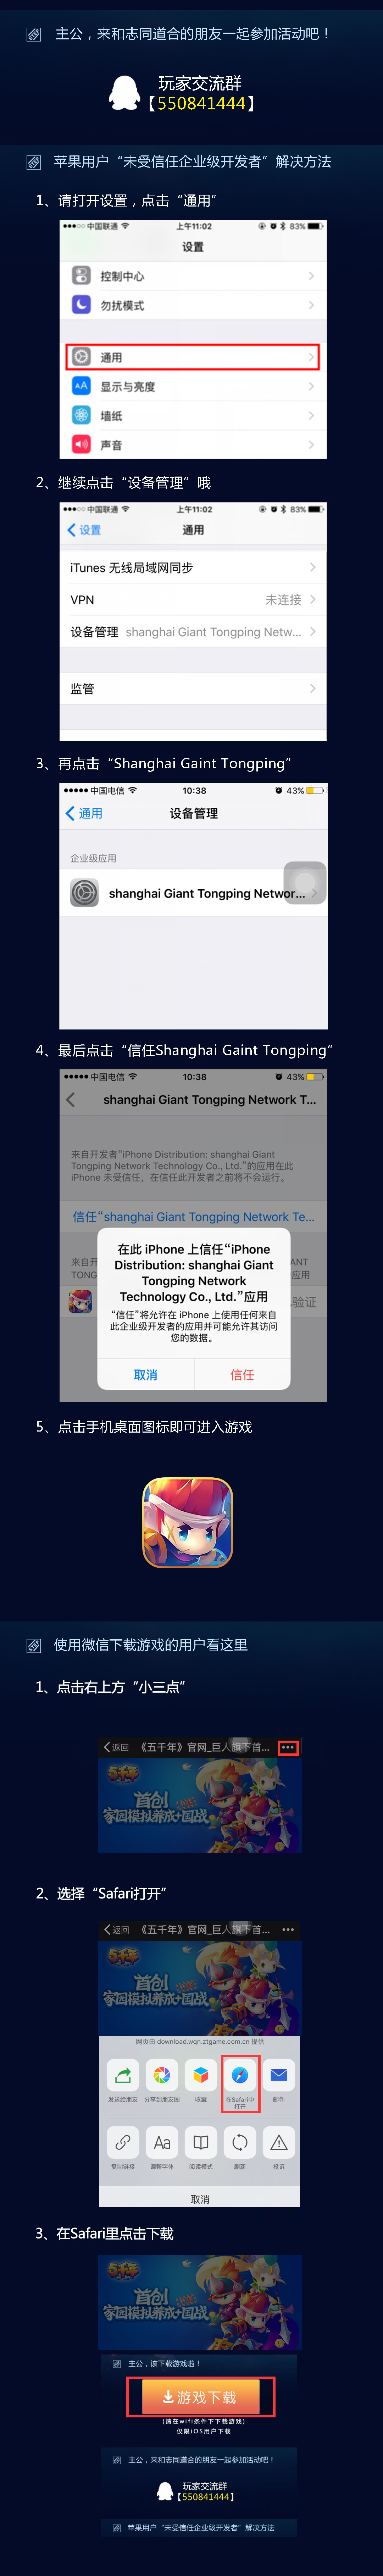 主公，来和志同道合的朋友一起参加活动吧！
玩家交流群
【550841444】
苹果用户“未受信任企业级开发者”解决方法
1、请打开设置，点击“通用”
中国联通 上午11:02 83%
设置
控制中心
勿扰模式
通用
AA 显示与亮度
墙纸
声音
2、继续点击“设备管理”哦
中国联通 上午11:02 83%
设置 通用
iTunes 无线局域网同步
VPN 未连接
设备管理 shanghai Giant Tongping Netw...
监管
3、再点击“Shanghai Gaint Tongping”
中国电信 10:38 43%
通用 设备管理
企业级应用
shanghai Giant Tongping Networ...
4、最后点击“信任Shanghai Gaint Tongping”
中国电信 10:38 43%
shanghai Giant Tongping Network T...
来自开发者“iPhone Distribution: shanghai Giant
Tongping Network Technology Co., Ltd.”的应用在此
iPhone 未受信任，在信任此开发者之前将不会运行。
信任“shanghai Giant Tongping Network Te...
在此 iPhone 上信任“iPhone
Distribution: shanghai Giant
Tongping Network
Technology Co., Ltd.”应用
“信任”将允许在 iPhone 上使用任何来自
此企业级开发者的应用并可能允许其访问
您的数据。
来自开
ANT
TONG
应用
验证
取消 信任
5、点击手机桌面图标即可进入游戏
使用微信下载游戏的用户看这里
1、点击右上方“小三点”
返回 《五千年》官网_巨人旗下首...
5千年
首创
家园模拟养成+国战
2、选择“Safari打开“
返回 《五千年》官网_巨人旗下首...
5千年
首创
家园模拟养成+国战
网页由 download.wqn.ztgame.com.cn 提供
发送给朋友 分享到朋友圈 收藏 在Safari中打开 邮件
Aa
复制链接 调整字体 阅读模式 刷新 投诉
取消
3、在Safari里点击下载
5千年
首创
家园模拟养成+国战
主公，该下载游戏啦！
游戏下载
(请在wifi条件下下载游戏)
仅限iOS用户下载
主公，来和志同道合的朋友一起参加活动吧！
玩家交流群
【550841444】
苹果用户“未受信任企业级开发者”解决方法